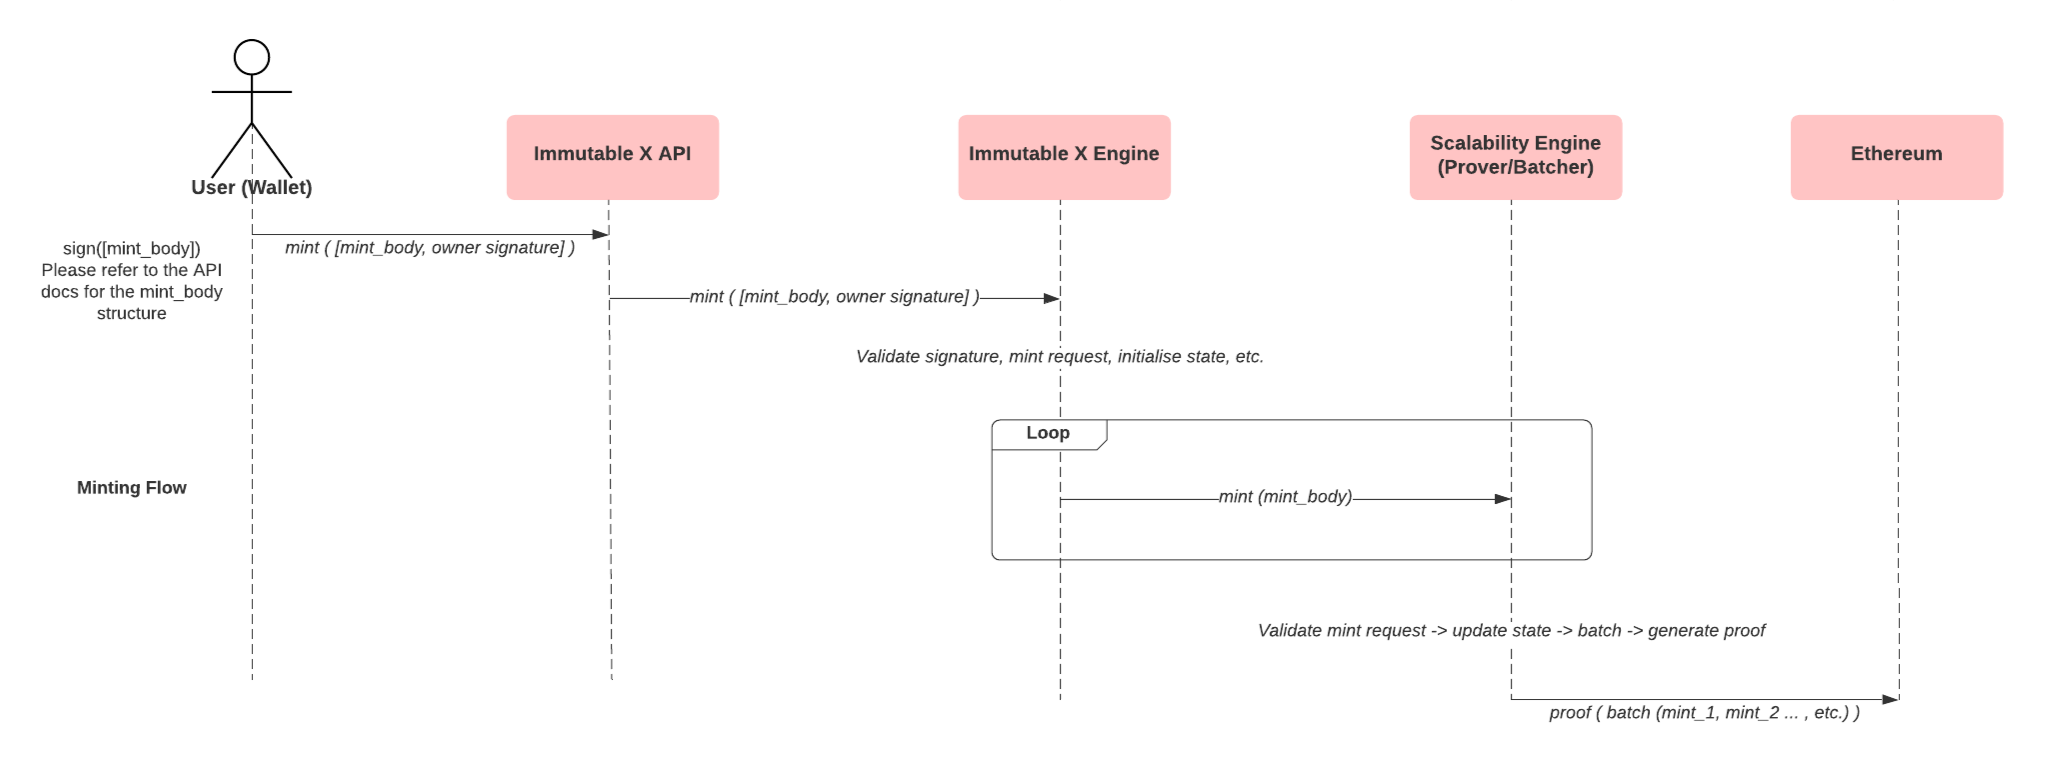 User (Wallet)
Immutable X API
Immutable X Engine
Scalability Engine
(Prover/Batcher)
Ethereum
sign([mint_body])
Please refer to the API
docs for the mint_body
structure
mint ( [mint_body, owner signature] )
mint ( [mint_body, owner signature] )
Validate signature, mint request, initialise state, etc.
Loop
Minting Flow
mint (mint_body)
Validate mint request -> update state -> batch -> generate proof
proof ( batch (mint_1, mint_2 ... , etc.) )